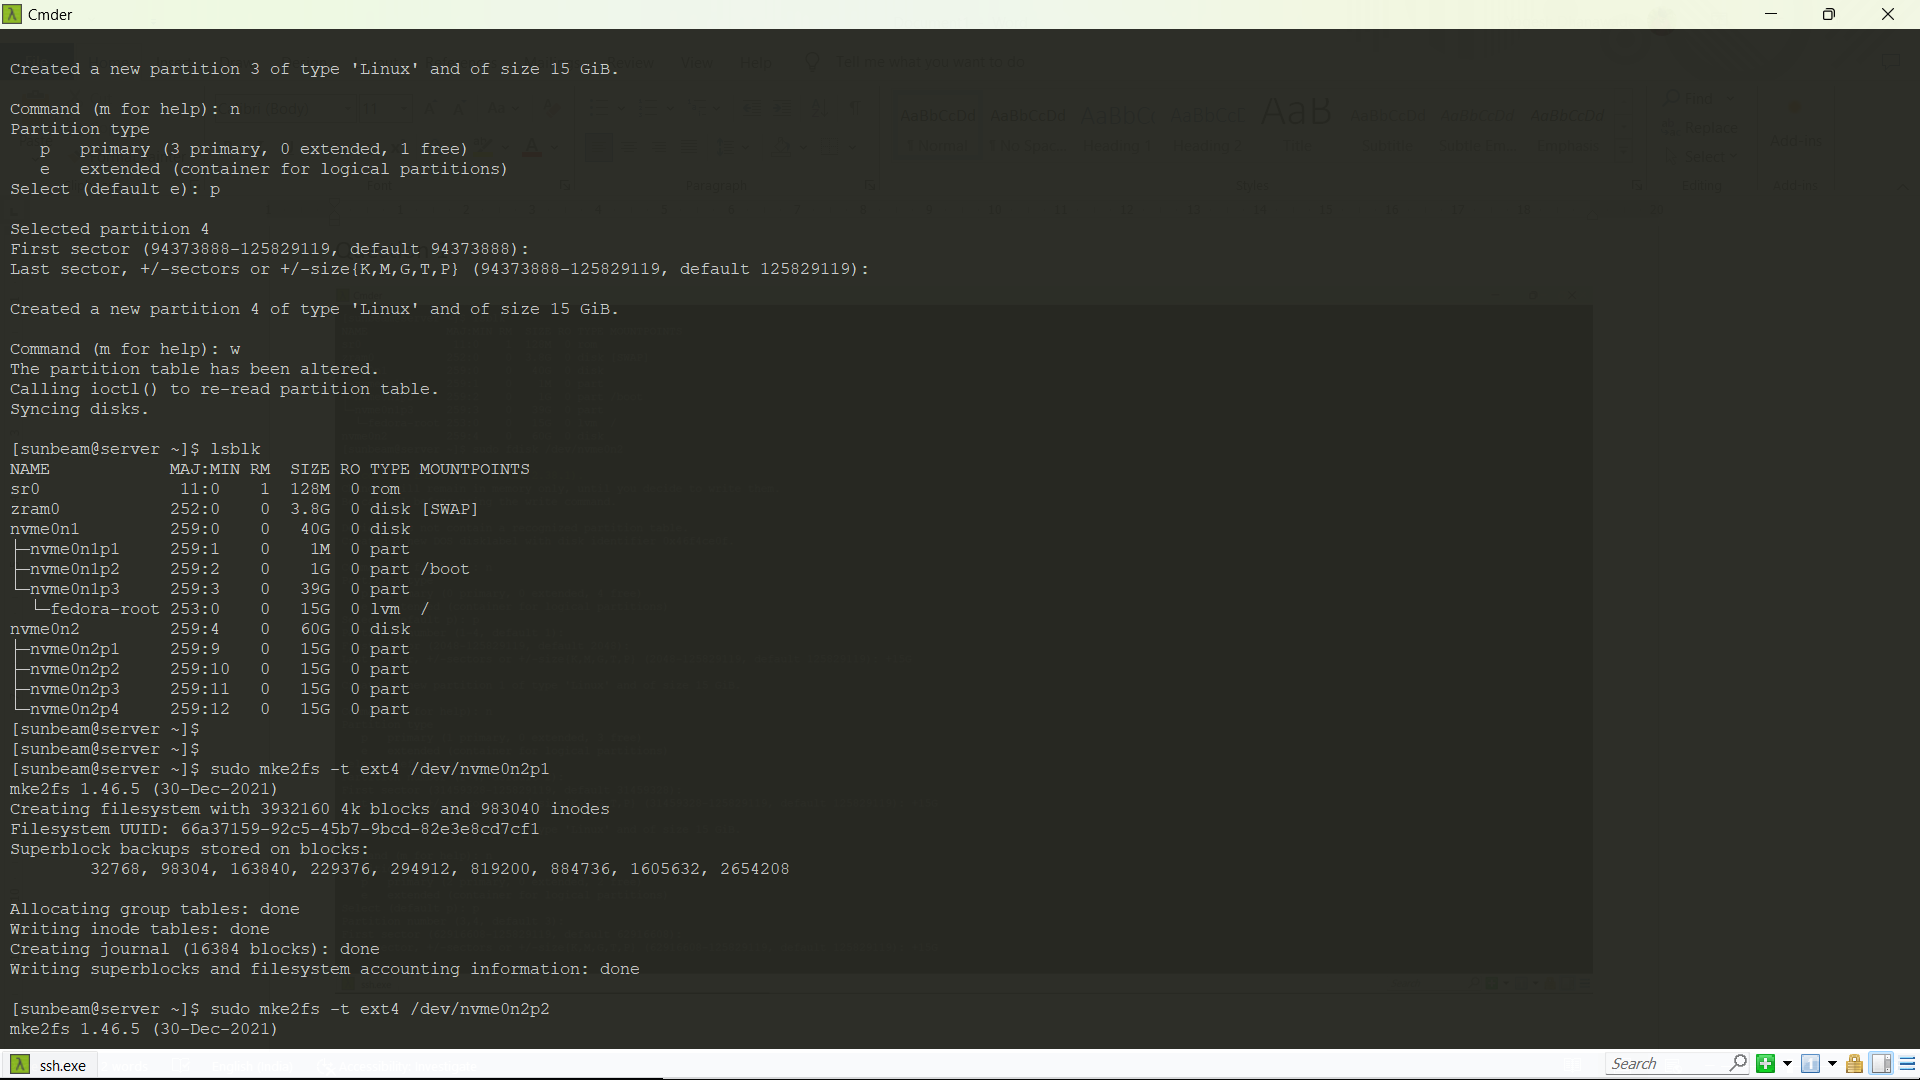 Cmder
Created a new partition 3 of type 'Linux' and of size 15 GiB.
Command (m for help): n
Partition type
   p   primary (3 primary, 0 extended, 1 free)
   e   extended (container for logical partitions)
Select (default e): p
Selected partition 4
First sector (94373888-125829119, default 94373888):
Last sector, +/-sectors or +/-size{K,M,G,T,P} (94373888-125829119, default 125829119):
Created a new partition 4 of type 'Linux' and of size 15 GiB.
Command (m for help): w
The partition table has been altered.
Calling ioctl() to re-read partition table.
Syncing disks.
[sunbeam@server ~]$ lsblk
NAME            MAJ:MIN RM  SIZE RO TYPE MOUNTPOINTS
sr0              11:0    1  128M  0 rom
zram0           252:0    0  3.8G  0 disk [SWAP]
nvme0n1         259:0    0   40G  0 disk
├─nvme0n1p1     259:1    0    1M  0 part
├─nvme0n1p2     259:2    0    1G  0 part /boot
└─nvme0n1p3     259:3    0   39G  0 part
  └─fedora-root 253:0    0   15G  0 lvm  /
nvme0n2         259:4    0   60G  0 disk
├─nvme0n2p1     259:9    0   15G  0 part
├─nvme0n2p2     259:10   0   15G  0 part
├─nvme0n2p3     259:11   0   15G  0 part
└─nvme0n2p4     259:12   0   15G  0 part
[sunbeam@server ~]$
[sunbeam@server ~]$
[sunbeam@server ~]$ sudo mke2fs -t ext4 /dev/nvme0n2p1
mke2fs 1.46.5 (30-Dec-2021)
Creating filesystem with 3932160 4k blocks and 983040 inodes
Filesystem UUID: 66a37159-92c5-45b7-9bcd-82e3e8cd7cf1
Superblock backups stored on blocks:
        32768, 98304, 163840, 229376, 294912, 819200, 884736, 1605632, 2654208
Allocating group tables: done
Writing inode tables: done
Creating journal (16384 blocks): done
Writing superblocks and filesystem accounting information: done
[sunbeam@server ~]$ sudo mke2fs -t ext4 /dev/nvme0n2p2
mke2fs 1.46.5 (30-Dec-2021)
ssh.exe
Search